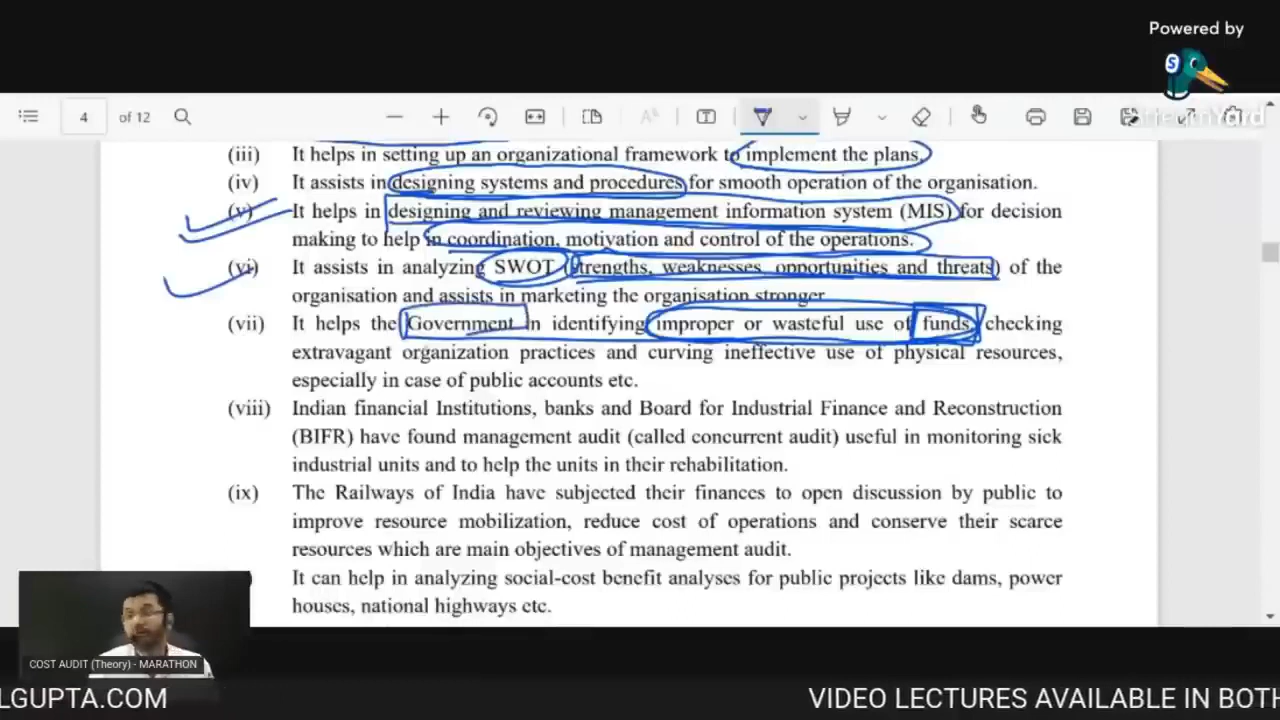 Powered by
S
4 of 12
(iii) It helps in setting up an organizational framework to implement the plans.
(iv) It assists in designing systems and procedures for smooth operation of the organisation.
(v) It helps in designing and reviewing management information system (MIS) for decision
making to help in coordination, motivation and control of the operations.
(vi) It assists in analyzing SWOT (strengths, weaknesses, opportunities and threats) of the
organisation and assists in marketing the organisation stronger.
(vii) It helps the Government in identifying improper or wasteful use of funds, checking
extravagant organization practices and curving ineffective use of physical resources,
especially in case of public accounts etc.
(viii) Indian financial Institutions, banks and Board for Industrial Finance and Reconstruction
(BIFR) have found management audit (called concurrent audit) useful in monitoring sick
industrial units and to help the units in their rehabilitation.
(ix) The Railways of India have subjected their finances to open discussion by public to
improve resource mobilization, reduce cost of operations and conserve their scarce
resources which are main objectives of management audit.
It can help in analyzing social-cost benefit analyses for public projects like dams, power
houses, national highways etc.
COST AUDIT (Theory) - MARATHON
LGUPTA.COM VIDEO LECTURES AVAILABLE IN BOTH